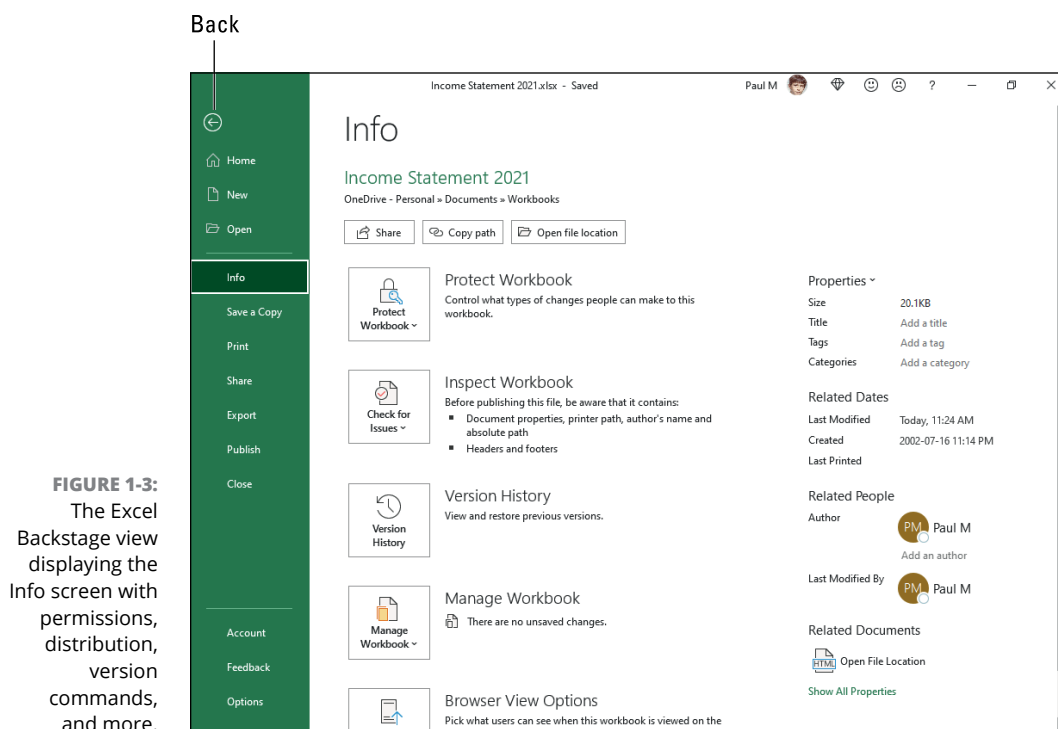 Back
Income Statement 2021.xlsx - Saved
Paul M
?
Info
Home
New
Open
Info
Save a Copy
Print
Share
Export
Publish
Close
Account
Feedback
Options
Income Statement 2021
OneDrive - Personal » Documents » Workbooks
Share
Copy path
Open file location
Protect
Workbook
Protect Workbook
Control what types of changes people can make to this
workbook.
Check for
Issues
Inspect Workbook
Before publishing this file, be aware that it contains:
Document properties, printer path, author's name and
absolute path
Headers and footers
Version
History
Version History
View and restore previous versions.
Manage
Workbook
Manage Workbook
There are no unsaved changes.
Browser View Options
Pick what users can see when this workbook is viewed on the
Properties
Size 20.1KB
Title Add a title
Tags Add a tag
Categories Add a category
Related Dates
Last Modified Today, 11:24 AM
Created 2002-07-16 11:14 PM
Last Printed
Related People
Author PM Paul M
Add an author
Last Modified By PM Paul M
Related Documents
HTML Open File Location
Show All Properties
FIGURE 1-3:
The Excel
Backstage view
displaying the
Info screen with
permissions,
distribution,
version
commands,
and more.